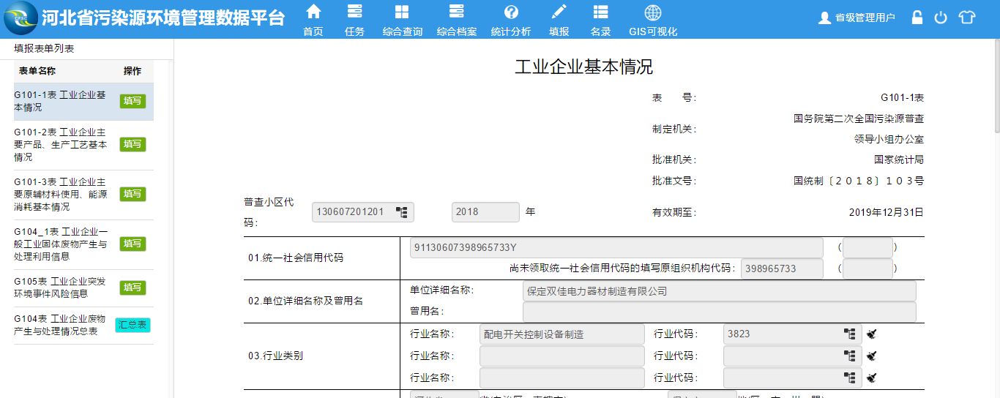 CPSC
河北省污染源环境管理数据平台
首页
任务
综合查询
综合档案
统计分析
填报
名录
GIS可视化
省级管理用户
填报表单列表
表单名称 操作
G101-1表 工业企业基
本情况
填写
G101-2表 工业企业主
要产品、生产工艺基本
情况
填写
G101-3表 工业企业主
要原辅材料使用、能源
消耗基本情况
填写
G104_1表 工业企业一
般工业固体废物产生与
处理利用信息
填写
G105表 工业企业突发
环境事件风险信息
填写
G104表 工业企业废物
产生与处理情况总表
汇总表
工业企业基本情况
表 号: G101-1表
制定机关: 国务院第二次全国污染源普查
领导小组办公室
批准机关: 国家统计局
批准文号: 国统制〔2018〕103号
普查小区代
码:
130607201201 2018 年 有效期至: 2019年12月31日
01.统一社会信用代码
91130607398965733Y ( )
尚未领取统一社会信用代码的填写原组织机构代码: 398965733 ( )
02.单位详细名称及曾用名
单位详细名称: 保定双佳电力器材制造有限公司
曾用名:
03.行业类别
行业名称: 配电开关控制设备制造 行业代码: 3823
行业名称: 行业代码:
行业名称: 行业代码: